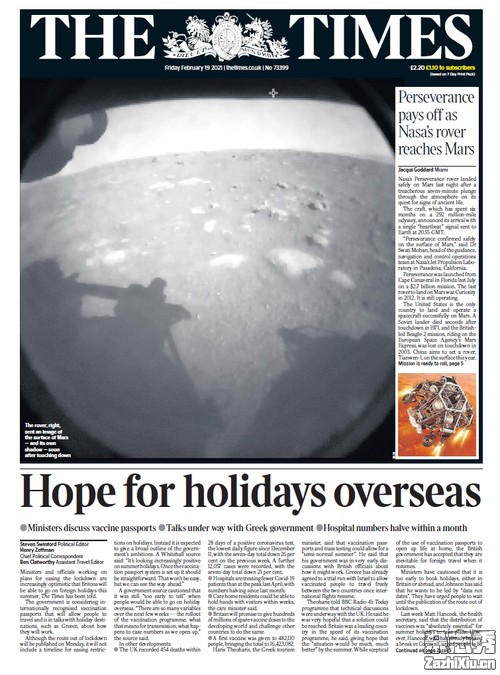 THE TIMES
Friday February 19 2021 | thetimes.co.uk | No 73399
£2.20 £1.10 to subscribers
(based on 7 Day Print Pack)
Perseverance
pays off as
Nasa's rover
reaches Mars
Jacqui Goddard Miami
Nasa's Perseverance rover landed
safely on Mars last night after a
treacherous seven-minute plunge
through the atmosphere on its
quest for signs of ancient life.
The craft, which has spent six
months on a 292 million-mile
odyssey, announced its arrival with
a single "heartbeat" signal sent to
Earth at 20.55 GMT.
"Perseverance confirmed safely
on the surface of Mars," said Dr
Swati Mohan, head of the guidance,
navigation and control operations
team at Nasa's Jet Propulsion Labo-
ratory in Pasadena, California.
Perseverance was launched from
Cape Canaveral in Florida last July
on a $2.7 billion mission. The last
rover to land on Mars was Curiosity
in 2012. It is still operating.
The United States is the only
country to land and operate a
spacecraft successfully on Mars. A
Soviet lander died seconds after
touchdown in 1971, and the British-
led Beagle-2 mission, riding on the
European Space Agency's Mars
Express, was lost on touchdown in
2003. China aims to set a rover,
Tianwen-1, on the surface this year.
Mission is ready to roll, page 5
The rover, right,
sent an image of
the surface of Mars
— and its own
shadow — soon
after touching down
Hope for holidays overseas
Ministers discuss vaccine passports Talks under way with Greek government Hospital numbers halve within a month
Steven Swinford Political Editor
Henry Zeffman
Chief Political Correspondent
Ben Clatworthy Assistant Travel Editor
Ministers and officials working on
plans for easing the lockdown are
increasingly optimistic that Britons will
be able to go on foreign holidays this
summer, The Times has been told.
The government is considering in-
ternationally recognised vaccination
passports that will allow people to
travel and is in talks with holiday desti-
nations, such as Greece, about how
they will work.
Although the route out of lockdown
will be published on Monday, it will not
include a timeline for easing restric-
tions on holidays. Instead it is expected
to give a broad outline of the govern-
ment's ambitions. A Whitehall source
said: "It's looking increasingly positive
on summer holidays. Once the vaccina-
tion passport system is set up it should
be straightforward. That won't be easy,
but we can see the way ahead."
A government source cautioned that
it was still "too early to tell" when
people would be able to go on holiday
overseas. "There are so many variables
over the next few weeks — the rollout
of the vaccination programme, what
that means for transmission, what hap-
pens to case numbers as we open up,"
the source said.
In other developments:
The UK recorded 454 deaths within
28 days of a positive coronavirus test,
the lowest daily figure since December
11, with the seven-day total down 26 per
cent on the previous week. A further
12,057 cases were recorded, with the
seven-day total down 21 per cent.
Hospitals are treating fewer Covid-19
patients than at the peak last April, with
numbers halving since last month.
Care home residents could be able to
hold hands with visitors within weeks,
the care minister said.
Britain will promise to give hundreds
of millions of spare vaccine doses to the
developing world and challenge other
countries to do the same.
A first vaccine was given to 482,110
people, bringing the total to 16,423,082.
Haris Theoharis, the Greek tourism
minister, said that vaccination pass-
ports and mass testing could allow for a
"semi-normal summer". He said that
his government was in very early dis-
cussions with British officials about
how it might work. Greece has already
agreed to a trial run with Israel to allow
vaccinated people to travel freely
between the two countries once inter-
national flights resume.
Theoharis told BBC Radio 4's Today
programme that technical discussions
were under way with the UK. He said he
was very hopeful that a solution could
be reached. Britain was a leading coun-
try in the speed of its vaccination
programme, he said, giving hope that
the "situation would be much, much
better" by the summer. While sceptical
of the use of vaccination passports to
open up life at home, the British
government has accepted that they are
inevitable for foreign travel when it
resumes.
Ministers have cautioned that it is
too early to book holidays, either in
Britain or abroad, and Johnson has said
that he wants to be led by "data not
dates". They have urged people to wait
until the publication of the route out of
lockdown.
Last week Matt Hancock, the health
secretary, said that the distribution of
vaccines was "absolutely essential" for
ZazhiXiu.cn